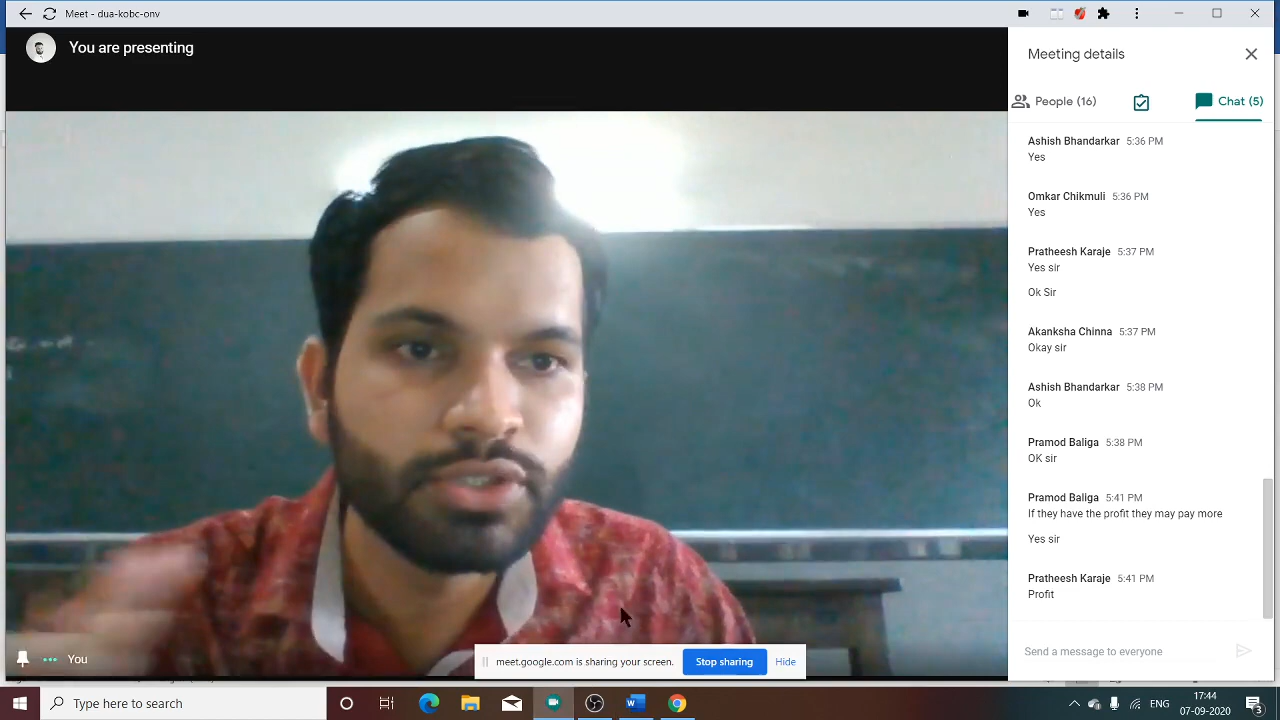 Meet - dua-kobc-onv
You are presenting
Meeting details
People (16)
Chat (5)
Ashish Bhandarkar 5:36 PM
Yes
Omkar Chikmuli 5:36 PM
Yes
Pratheesh Karaje 5:37 PM
Yes sir
Ok Sir
Akanksha Chinna 5:37 PM
Okay sir
Ashish Bhandarkar 5:38 PM
Ok
Pramod Baliga 5:38 PM
OK sir
Pramod Baliga 5:41 PM
If they have the profit they may pay more
Yes sir
Pratheesh Karaje 5:41 PM
Profit
Send a message to everyone
You
meet.google.com is sharing your screen.
Stop sharing
Hide
Type here to search
ENG
17:44
07-09-2020
3